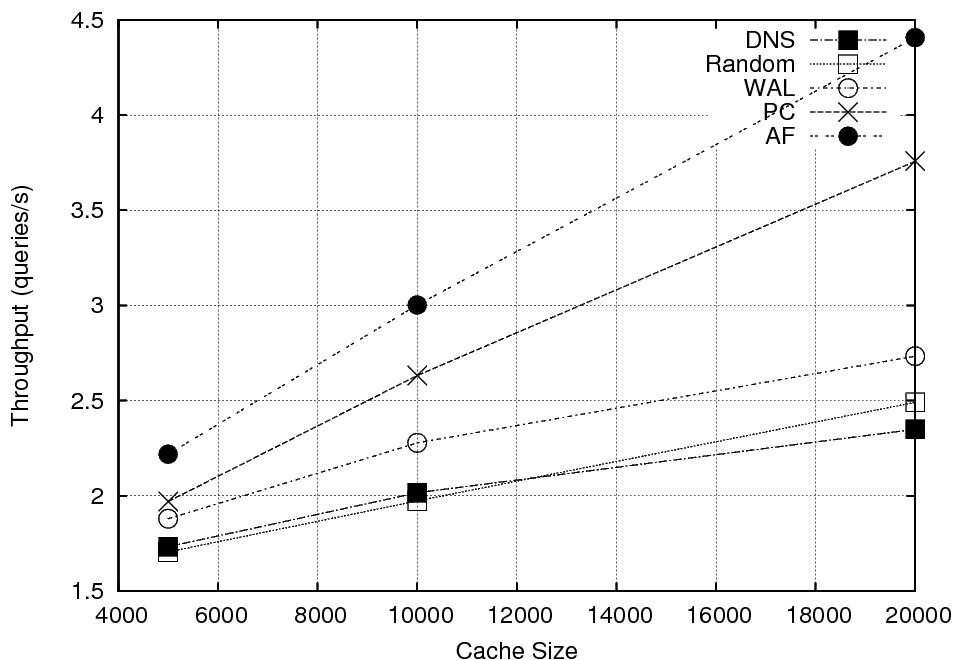 4.5
4
3.5
3
2.5
2
1.5
Throughput (queries/s)
DNS
Random
WAL
PC
AF
4000 6000 8000 10000 12000 14000 16000 18000 20000
Cache Size